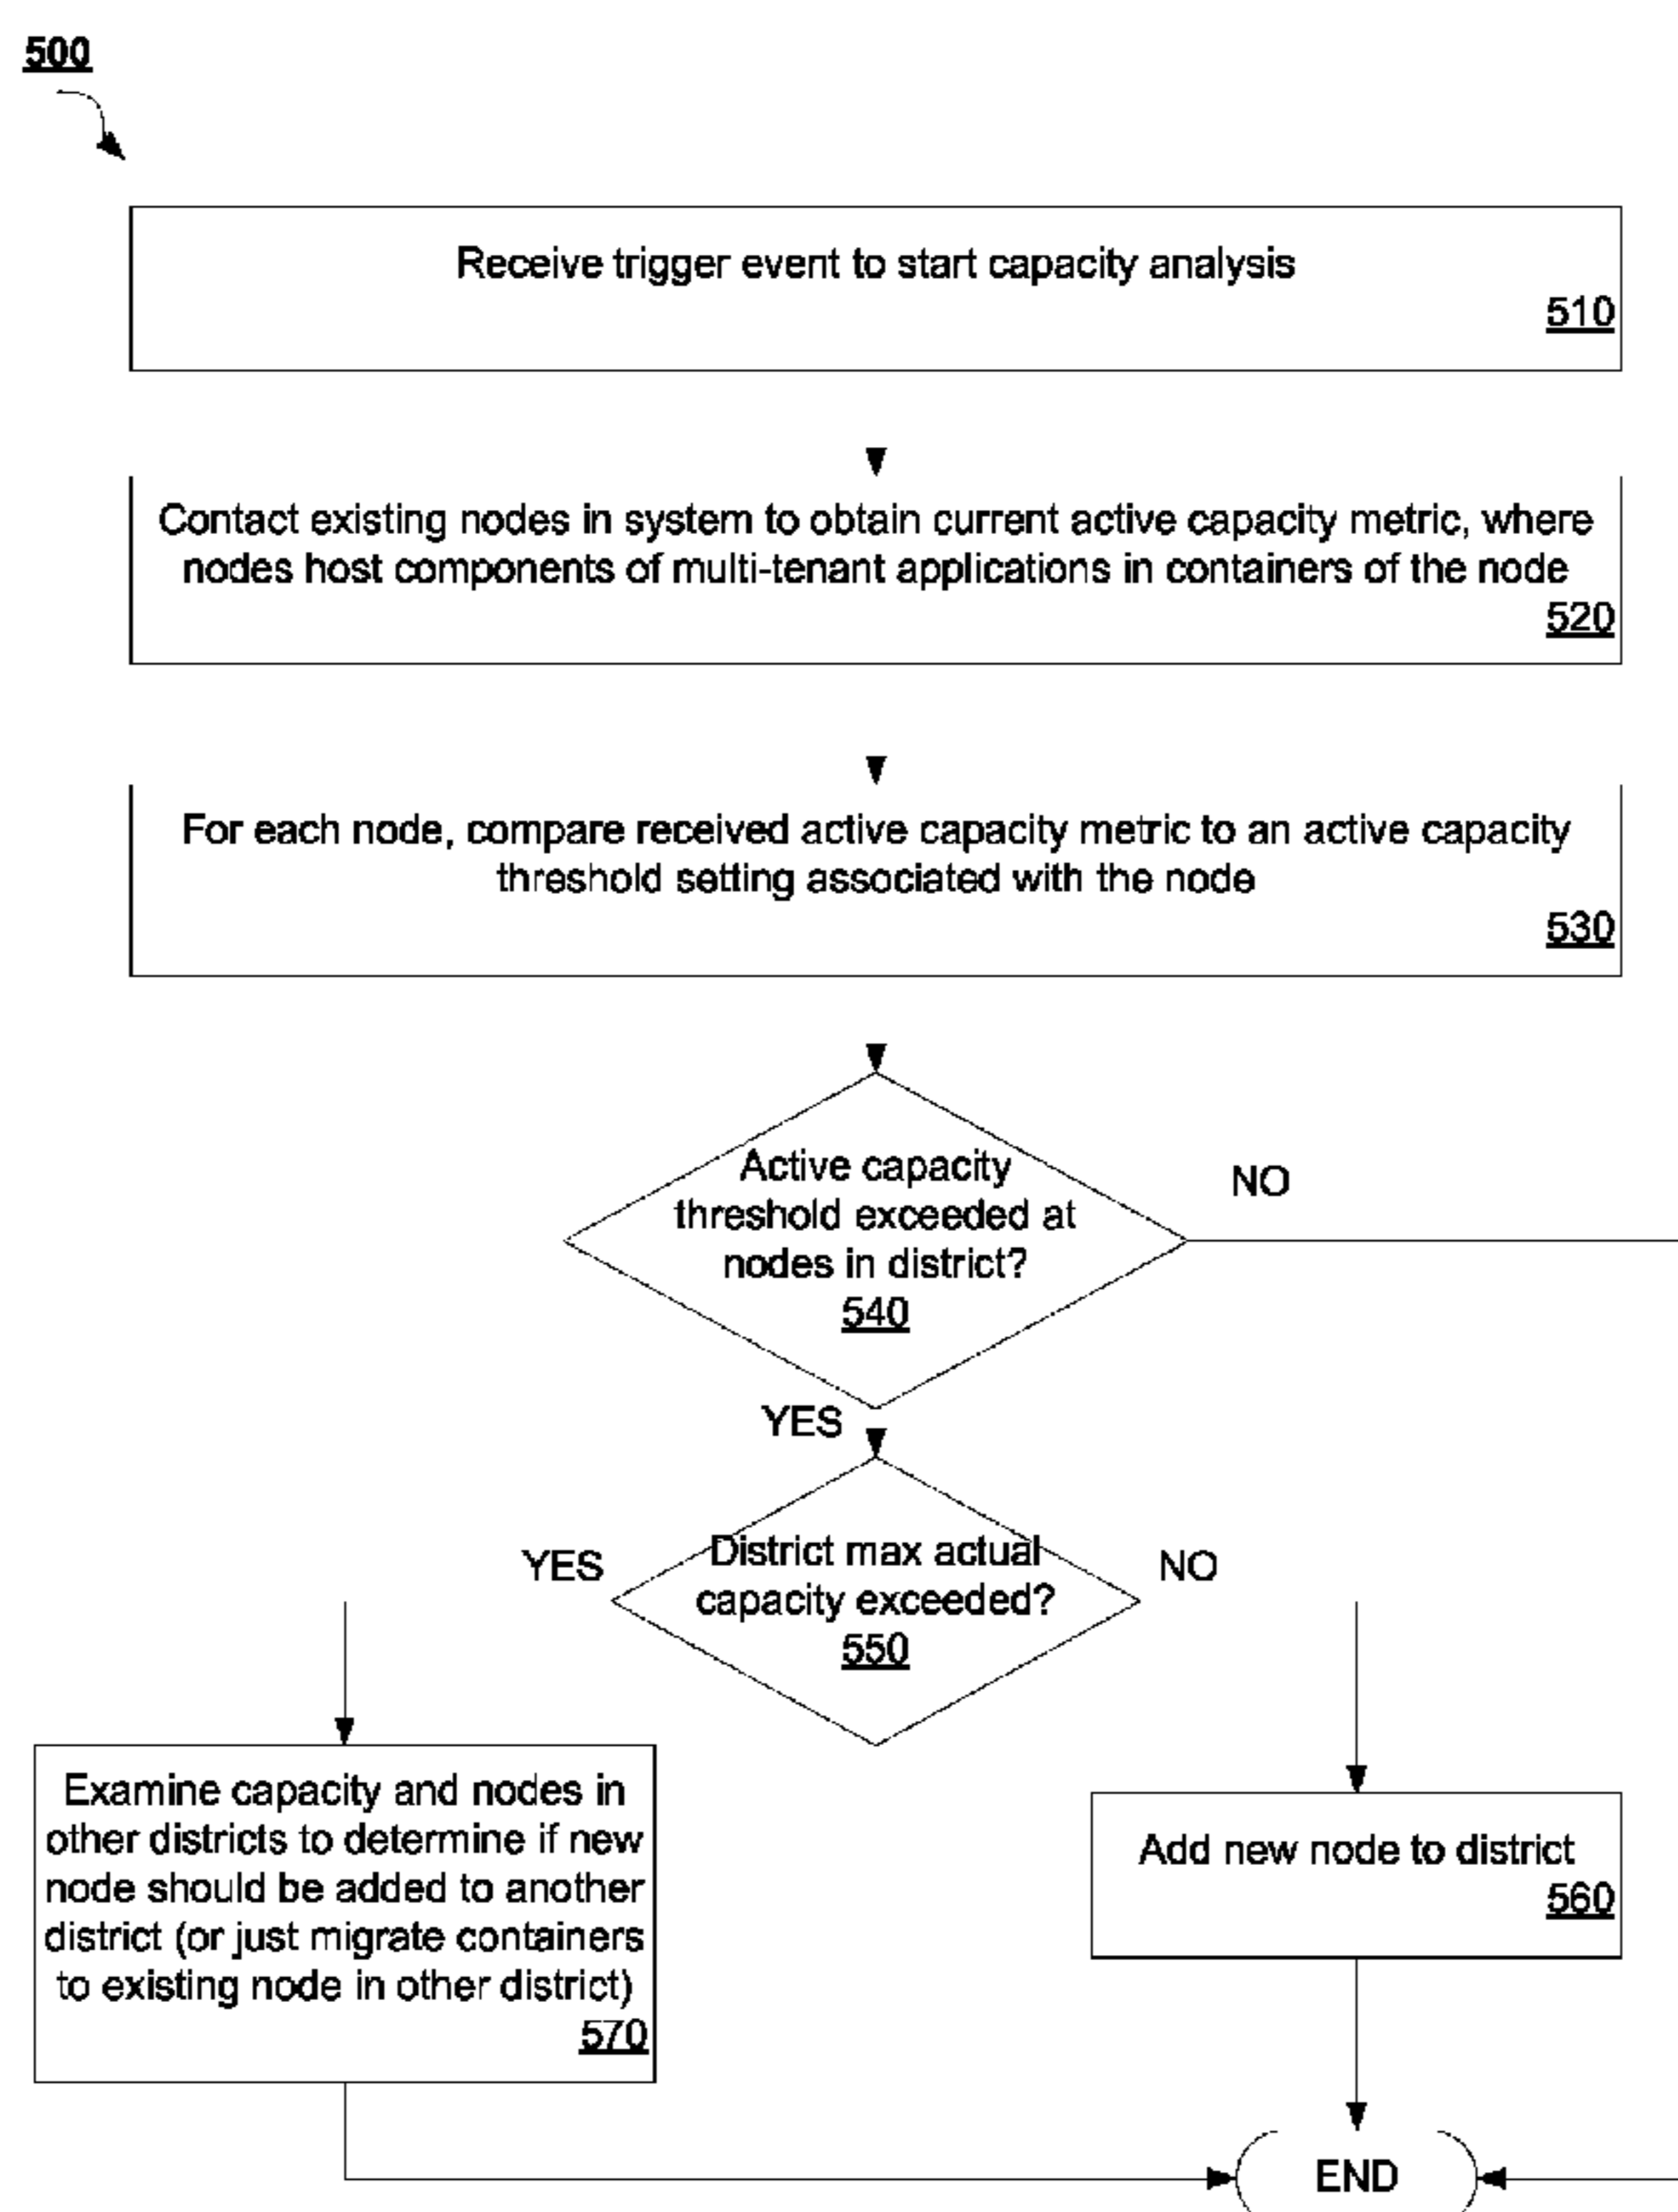 500
Receive trigger event to start capacity analysis
510
Contact existing nodes in system to obtain current active capacity metric, where
nodes host components of multi-tenant applications in containers of the node
520
For each node, compare received active capacity metric to an active capacity
threshold setting associated with the node
530
Active capacity
threshold exceeded at
nodes in district?
540
NO
YES
District max actual
capacity exceeded?
550
YES
NO
Examine capacity and nodes in
other districts to determine if new
node should be added to another
district (or just migrate containers
to existing node in other district)
570
Add new node to district
560
END